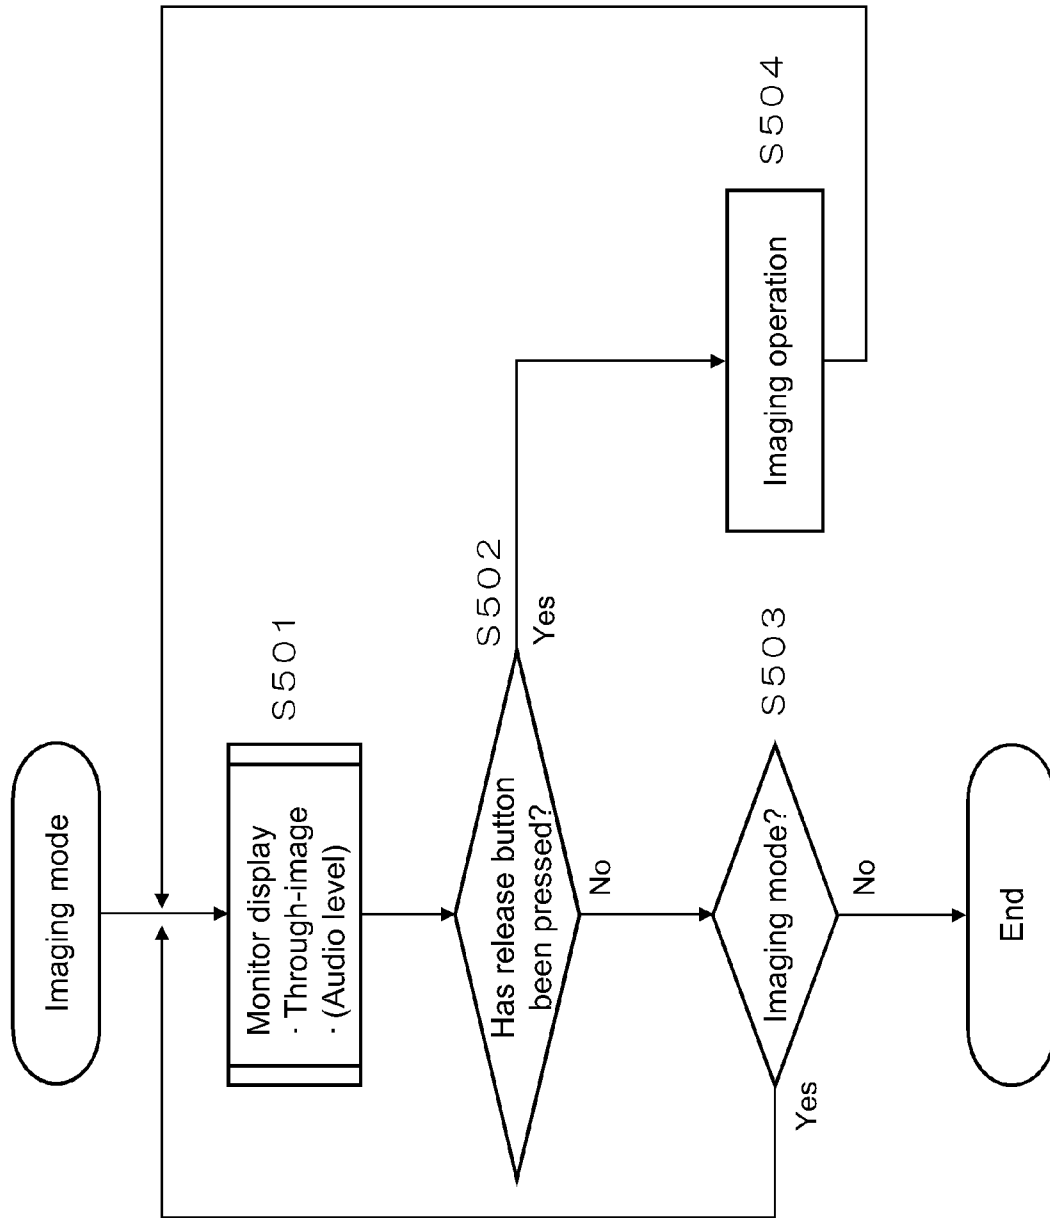 Imaging mode
S501
Monitor display
· Through-image
· (Audio level)
S502
Has release button
been pressed?
Yes
No
S503
Imaging mode?
Yes
No
S504
Imaging operation
End